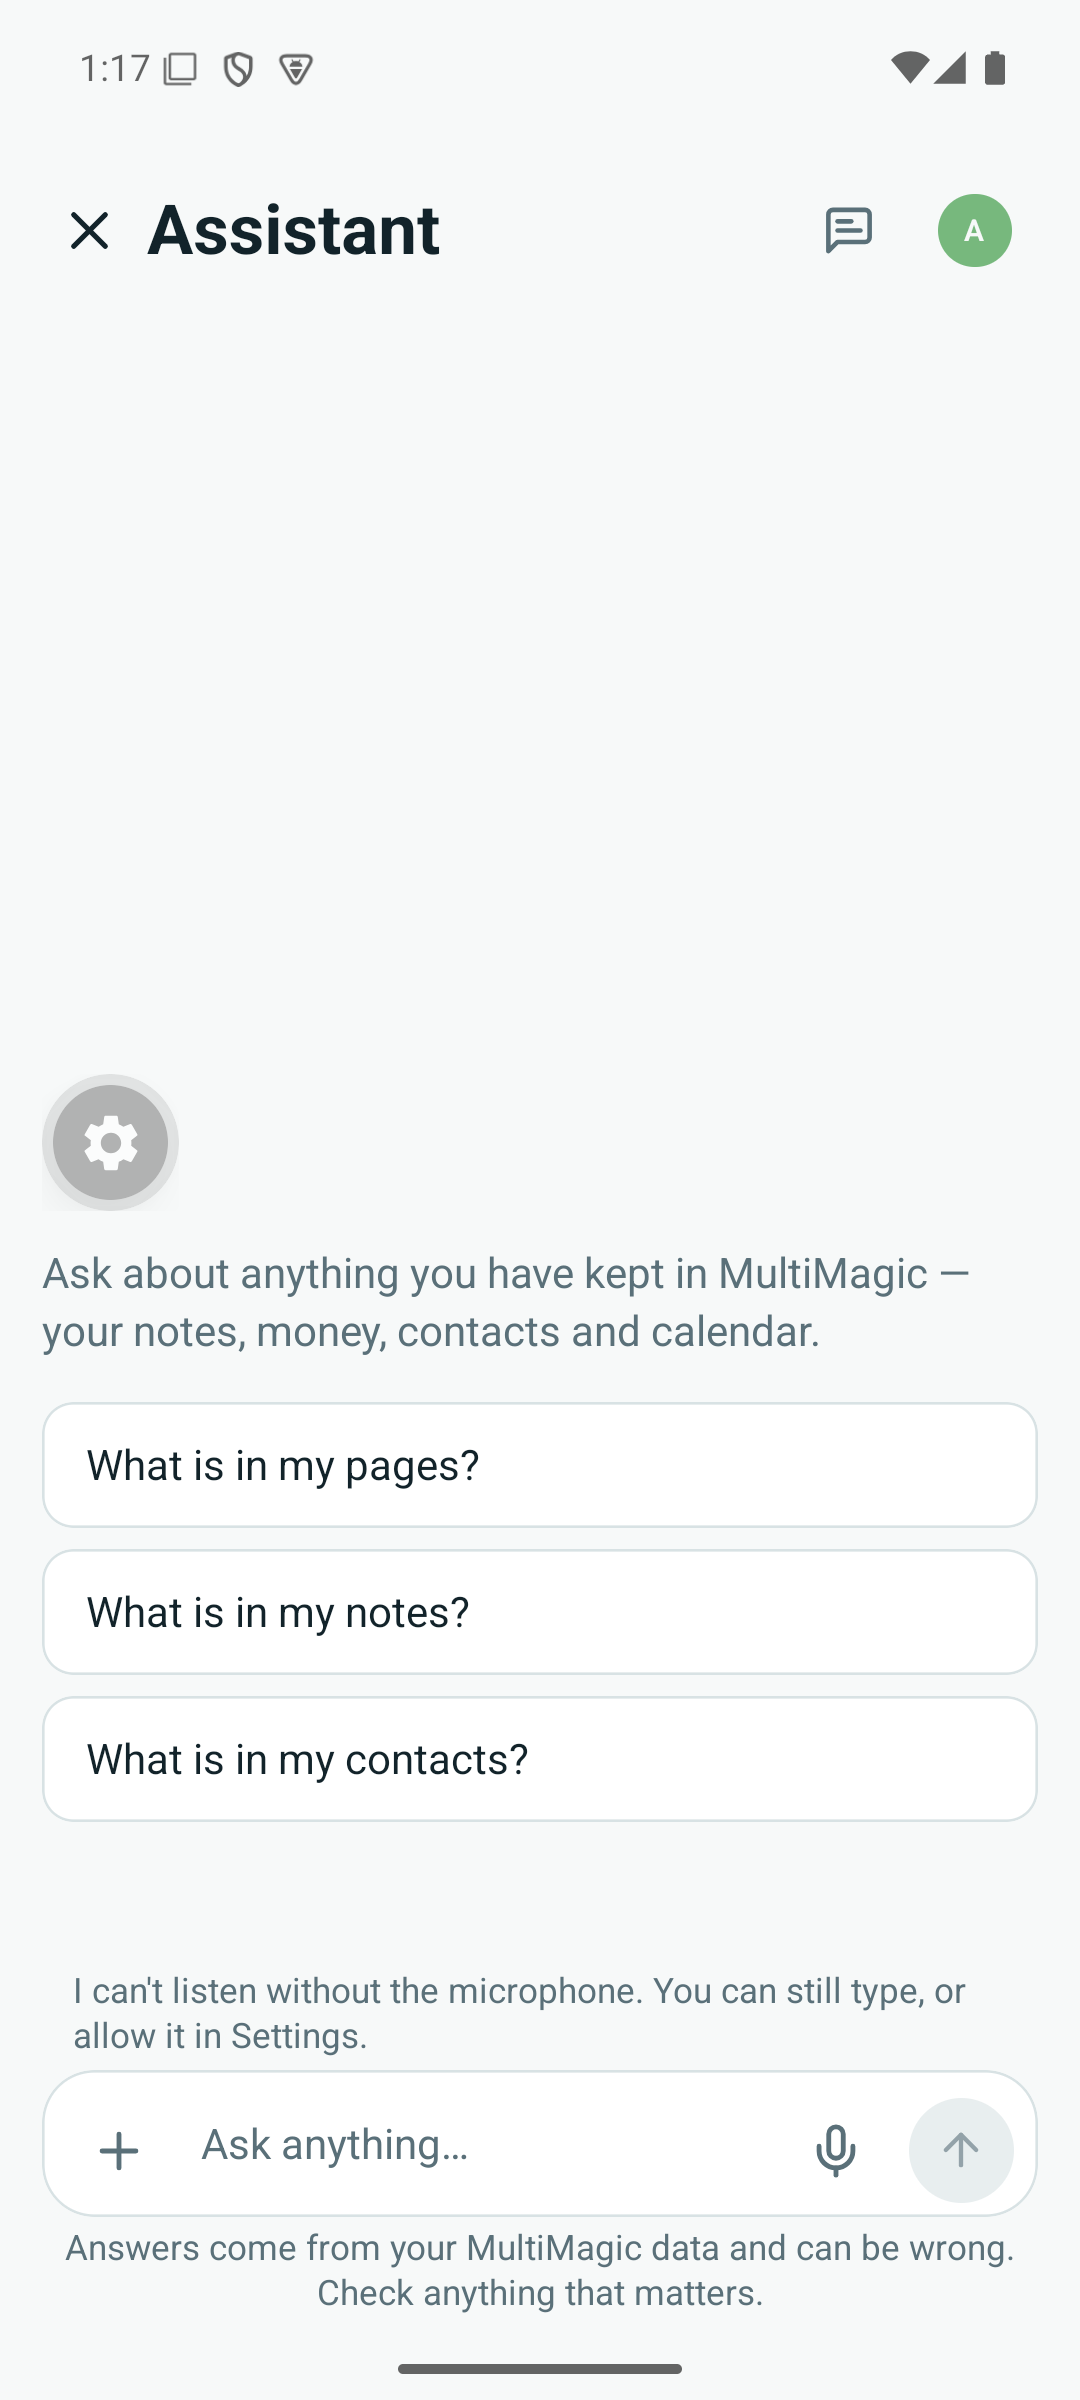 1:17
Assistant
A
Ask about anything you have kept in MultiMagic —
your notes, money, contacts and calendar.
What is in my pages?
What is in my notes?
What is in my contacts?
I can't listen without the microphone. You can still type, or
allow it in Settings.
Ask anything…
Answers come from your MultiMagic data and can be wrong.
Check anything that matters.